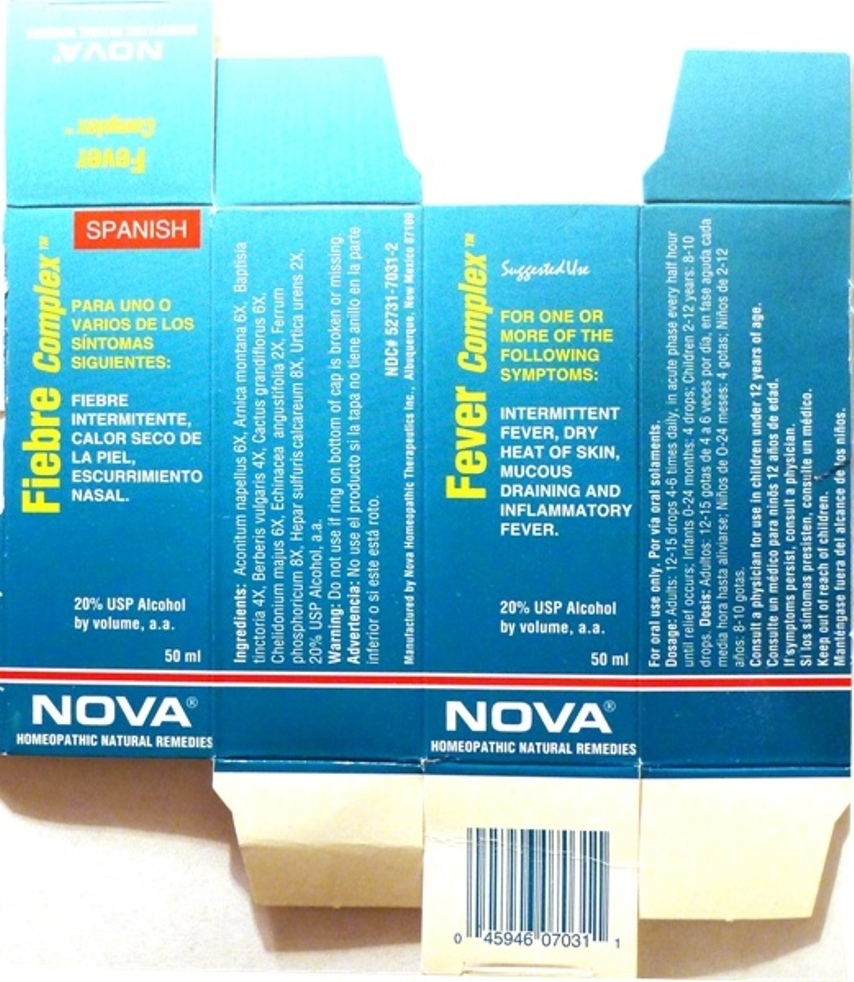 NOVA®
HOMEOPATHIC NATURAL REMEDIES
Fever
Complex™
SPANISH
Fiebre Complex™
PARA UNO O
VARIOS DE LOS
SÍNTOMAS
SIGUIENTES:
FIEBRE
INTERMITENTE,
CALOR SECO DE
LA PIEL,
ESCURRIMIENTO
NASAL.
20% USP Alcohol
by volume, a.a.
50 ml
NOVA®
HOMEOPATHIC NATURAL REMEDIES
Ingredients: Aconitum napellus 6X, Arnica montana 6X, Baptisia
tinctoria 4X, Berberis vulgaris 4X, Cactus grandiflorus 6X,
Chelidonium majus 6X, Echinacea angustifolia 2X, Ferrum
phosphoricum 8X, Hepar sulfuris calcareum 8X, Urtica urens 2X,
20% USP Alcohol, a.a.
Warning: Do not use if ring on bottom of cap is broken or missing
Advertencia: No use el producto si la tapa no tiene anillo en la parte
inferior o si este está roto.
NDC# 52731-7031-2
Manufactured by Nova Homeopathic Therapeutics Inc., Albuquerque, New Mexico 87109
Fever Complex™
Suggested Use
FOR ONE OR
MORE OF THE
FOLLOWING
SYMPTOMS:
INTERMITTENT
FEVER, DRY
HEAT OF SKIN,
MUCOUS
DRAINING AND
INFLAMMATORY
FEVER.
20% USP Alcohol
by volume, a.a.
50 ml
NOVA®
HOMEOPATHIC NATURAL REMEDIES
For oral use only. Por vía oral solaments.
Dosage: Adults: 12-15 drops 4-6 times daily, in acute phase every half hour
until relief occurs; Infants 0-24 months: 4 drops; Children 2-12 years: 8-10
drops. Dosis: Adultos: 12-15 gotas de 4 a 6 veces por día, en fase aguda cada
media hora hasta aliviarse; Niños de 0-24 meses: 4 gotas; Niños de 2-12
años: 8-10 gotas.
Consult a physician for use in children under 12 years of age.
Consulte un médico para niños 12 años de edad.
If symptoms persist, consult a physician.
Si los síntomas presisten, consulte un médico.
Keep out of reach of children.
Manténgase fuera del alcance de los niños.
0 45946 07031 1